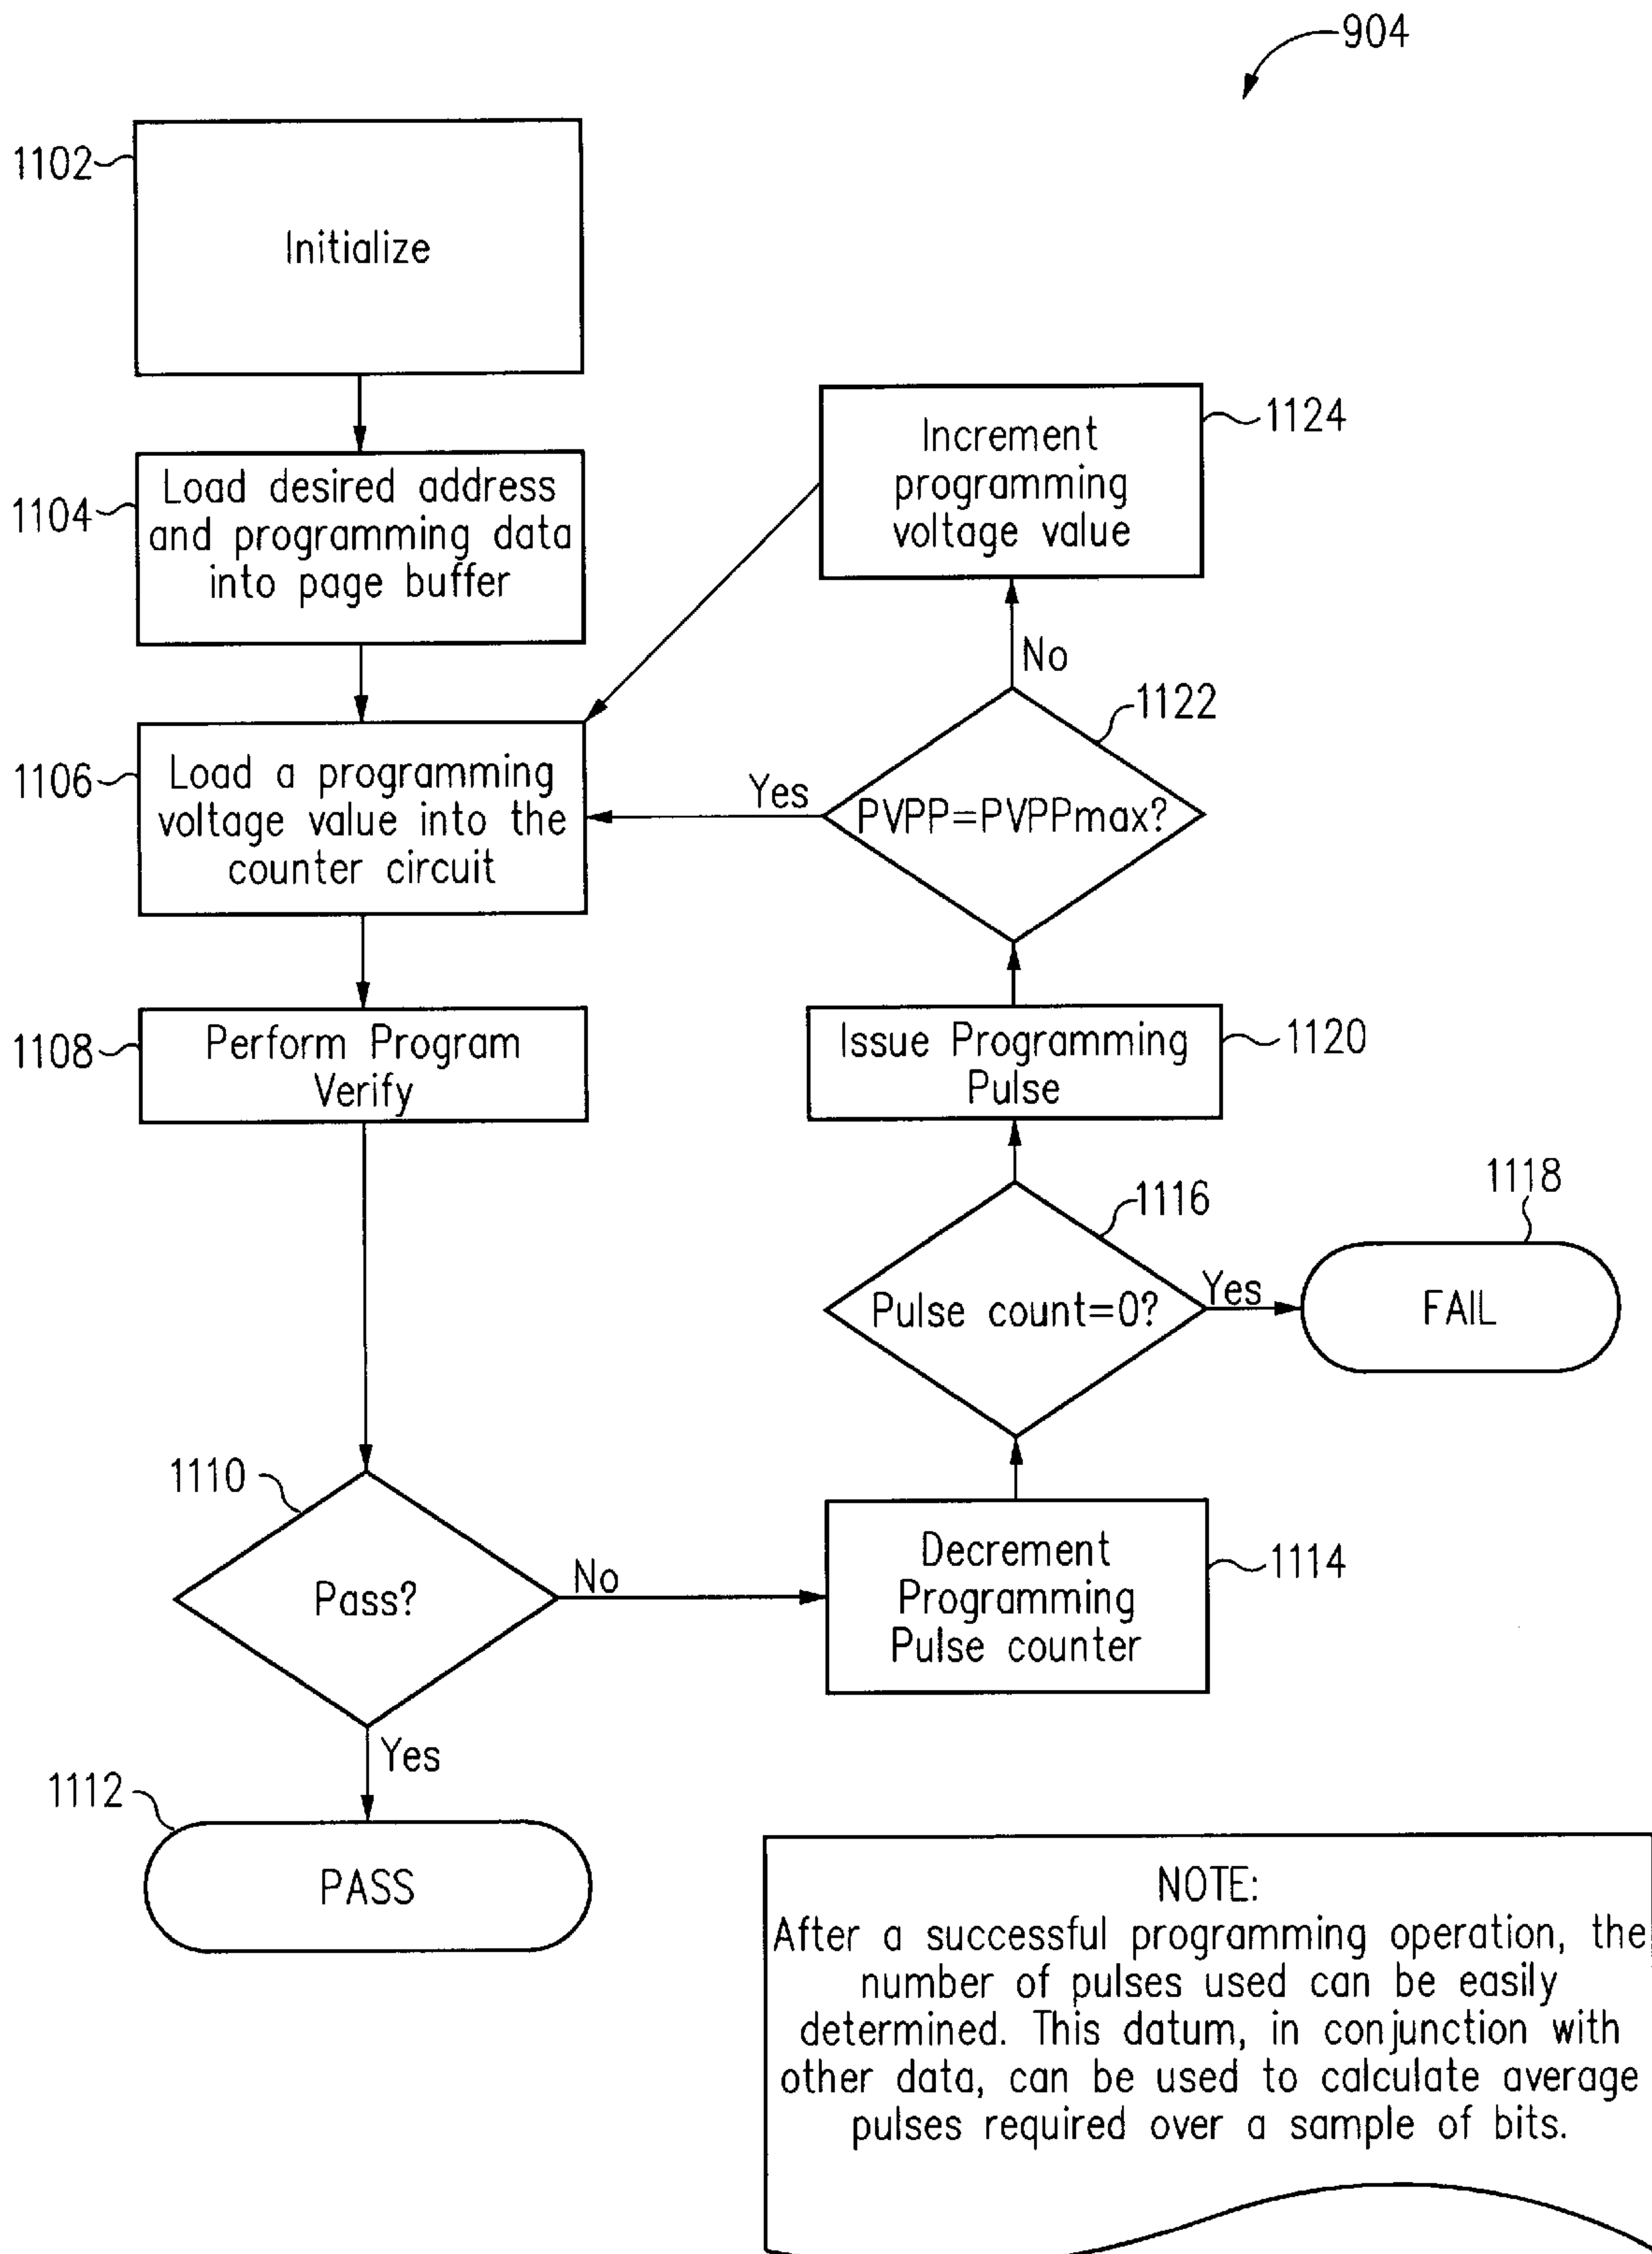 904
1102
Initialize
1104
Load desired address
and programming data
into page buffer
1124
Increment
programming
voltage value
No
1122
PVPP=PVPPmax?
Yes
1106
Load a programming
voltage value into the
counter circuit
1108
Perform Program
Verify
Issue Programming
Pulse
1120
1116
Pulse count=0?
Yes
1118
FAIL
1110
Pass?
No
Decrement
Programming
Pulse counter
1114
Yes
1112
PASS
NOTE:
After a successful programming operation, the
number of pulses used can be easily
determined. This datum, in conjunction with
other data, can be used to calculate average
pulses required over a sample of bits.